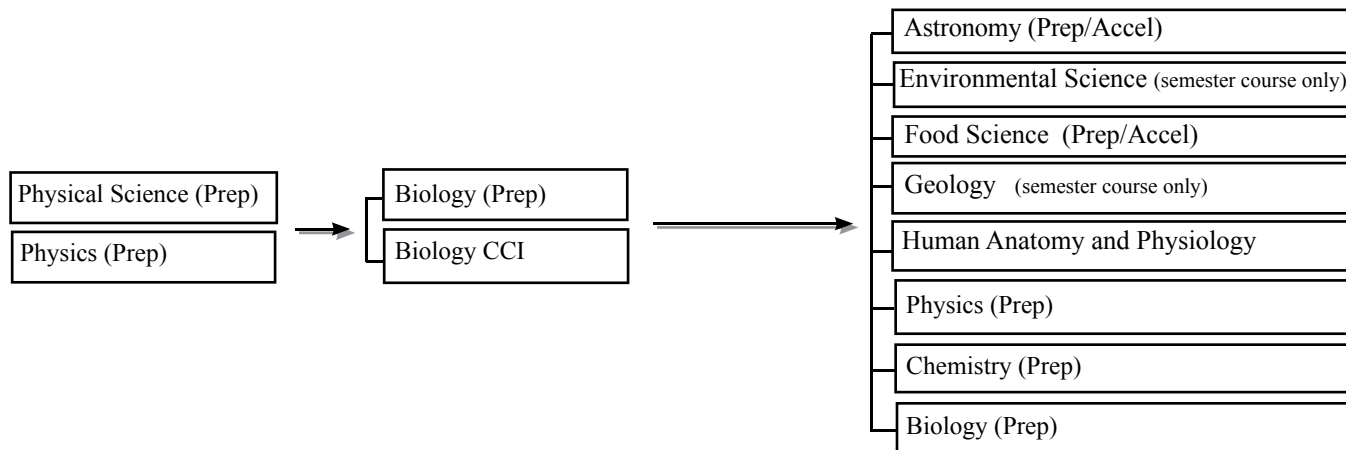 Physical Science (Prep)
Physics (Prep)
Biology (Prep)
Biology CCI
Astronomy (Prep/Accel)
Environmental Science (semester course only)
Food Science (Prep/Accel)
Geology (semester course only)
Human Anatomy and Physiology
Physics (Prep)
Chemistry (Prep)
Biology (Prep)